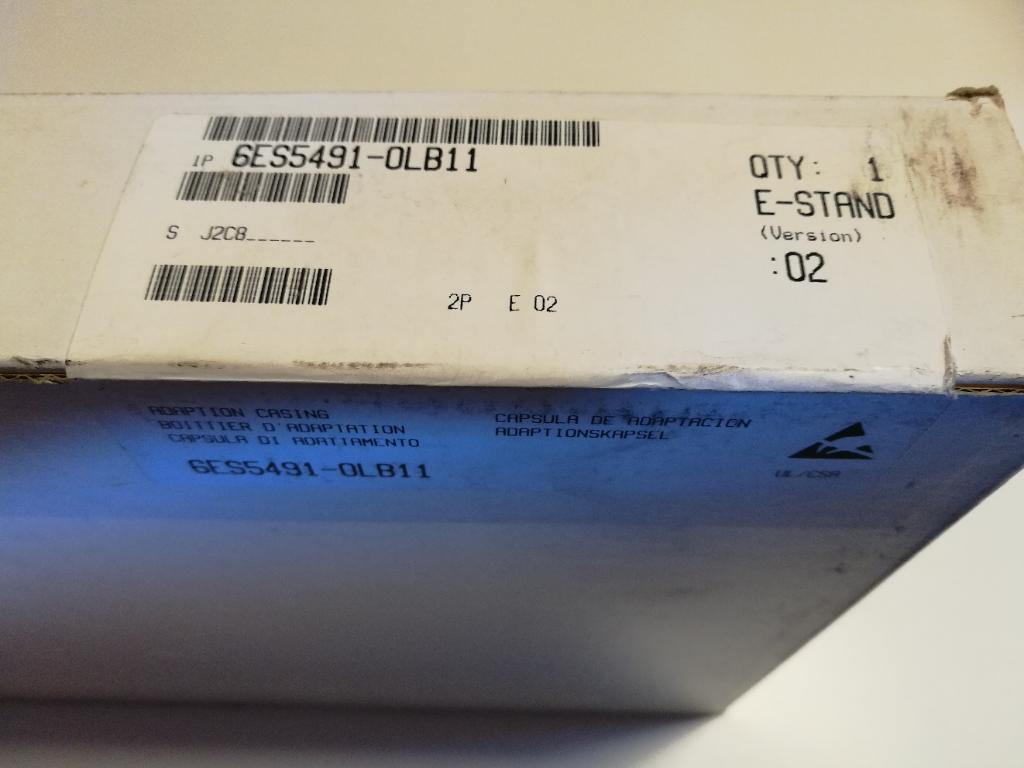 1P 6ES5491-0LB11
QTY: 1
E-STAND
(Version)
:02
S J2C8______
2P E 02
ADAPTION CASING
BOITTIER D'ADAPTATION
CAPSULA DI ADATTAMENTO
CAPSULA DE ADAPTACION
ADAPTIONSKAPSEL
6ES5491-0LB11
UL/CSA